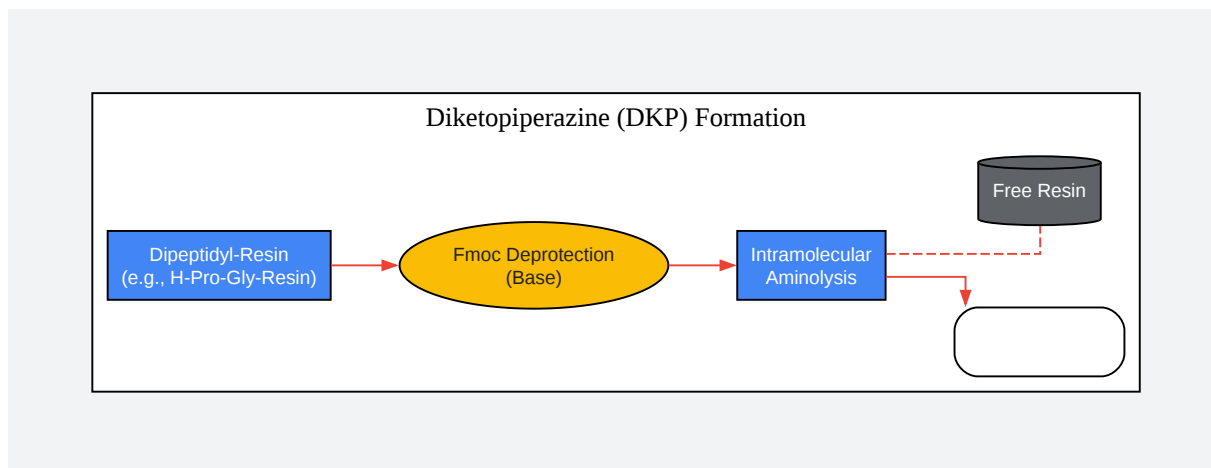 Diketopiperazine (DKP) Formation
Free Resin
Dipeptidyl-Resin
(e.g., H-Pro-Gly-Resin)
Fmoc Deprotection
(Base)
Intramolecular
Aminolysis